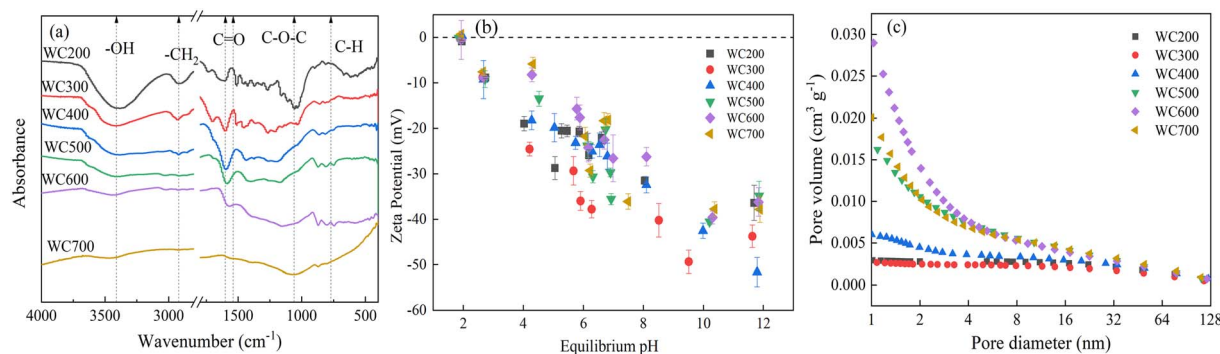 (a)
-OH
-CH2
C=O
C-O-C
C-H
WC200
WC300
WC400
WC500
WC600
WC700
Absorbance
4000 3500 3000 1500 1000 500
Wavenumber (cm-1)
(b)
WC200
WC300
WC400
WC500
WC600
WC700
0
-10
-20
-30
-40
-50
-60
Zeta Potential (mV)
2 4 6 8 10 12
Equilibrium pH
(c)
WC200
WC300
WC400
WC500
WC600
WC700
0.030
0.025
0.020
0.015
0.010
0.005
0.000
Pore volume (cm3 g-1)
1 2 4 8 16 32 64 128
Pore diameter (nm)